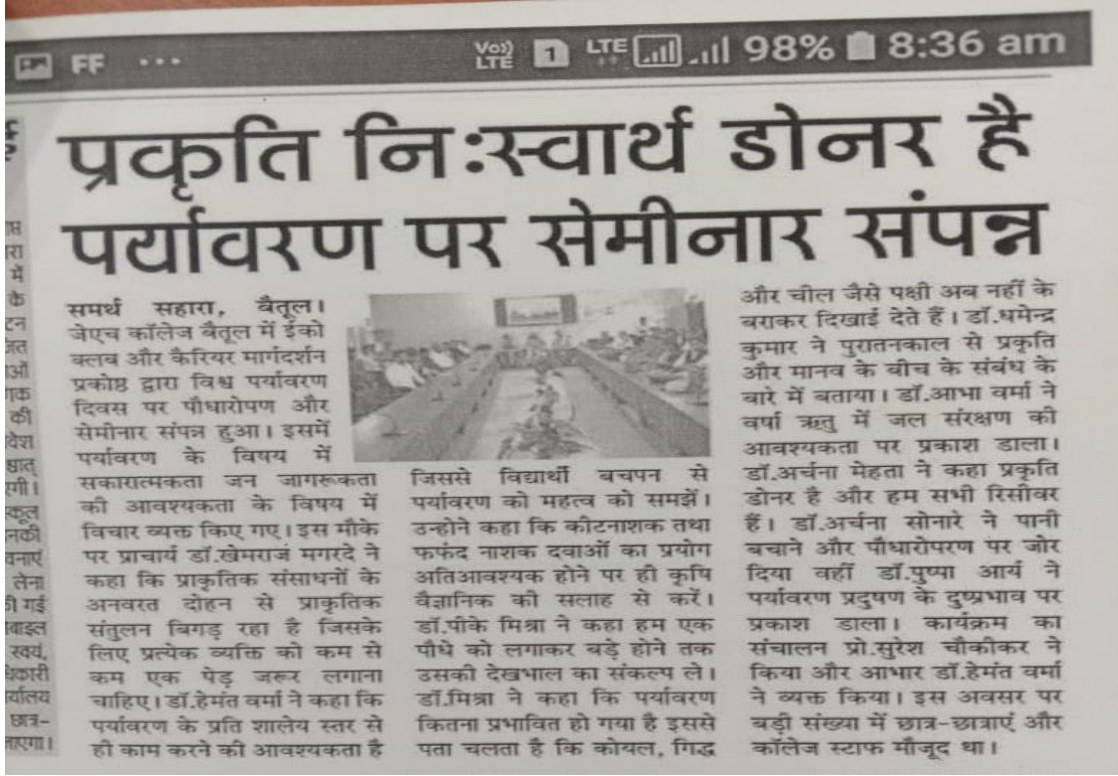 FF ...
VoLTE 1 LTE 98% 8:36 am
प्रकृति निःस्वार्थ डोनर है
पर्यावरण पर सेमीनार संपन्न
समर्थ सहारा, बैतूल।
जेएच कॉलेज बैतूल में ईको
क्लब और कैरियर मार्गदर्शन
प्रकोष्ठ द्वारा विश्व पर्यावरण
दिवस पर पौधारोपण और
सेमीनार संपन्न हुआ। इसमें
पर्यावरण के विषय में
सकारात्मकता जन जागरूकता
की आवश्यकता के विषय में
विचार व्यक्त किए गए। इस मौके
पर प्राचार्य डॉ.खेमराजं मगरदे ने
कहा कि प्राकृतिक संसाधनों के
अनवरत दोहन से प्राकृतिक
संतुलन बिगड़ रहा है जिसके
लिए प्रत्येक व्यक्ति को कम से
कम एक पेड़ जरूर लगाना
चाहिए। डॉ.हेमंत वर्मा ने कहा कि
पर्यावरण के प्रति शालेय स्तर से
ही काम करने की आवश्यकता है
जिससे विद्यार्थी बचपन से
पर्यावरण को महत्व को समझें।
उन्होने कहा कि कीटनाशक तथा
फफंद नाशक दवाओं का प्रयोग
अतिआवश्यक होने पर ही कृषि
वैज्ञानिक की सलाह से करें।
डॉ.पीके मिश्रा ने कहा हम एक
पौधे को लगाकर बड़े होने तक
उसकी देखभाल का संकल्प ले।
डॉ.मिश्रा ने कहा कि पर्यावरण
कितना प्रभावित हो गया है इससे
पता चलता है कि कोयल, गिद्ध
और चील जैसे पक्षी अब नहीं के
बराकर दिखाई देते हैं। डॉ.धमेन्द्र
कुमार ने पुरातनकाल से प्रकृति
और मानव के बीच के संबंध के
बारे में बताया। डॉ.आभा वर्मा ने
वर्षा ऋतु में जल संरक्षण की
आवश्यकता पर प्रकाश डाला।
डॉ.अर्चना मेहता ने कहा प्रकृति
डोनर है और हम सभी रिसीवर
हैं। डॉ.अर्चना सोनारे ने पानी
बचाने और पौधारोपरण पर जोर
दिया वहीं डॉ.पुष्पा आर्य ने
पर्यावरण प्रदुषण के दुष्प्रभाव पर
प्रकाश डाला। कार्यक्रम का
संचालन प्रो.सुरेश चौकीकर ने
किया और आभार डॉ.हेमंत वर्मा
ने व्यक्त किया। इस अवसर पर
बड़ी संख्या में छात्र-छात्राएं और
कॉलेज स्टाफ मौजूद था।